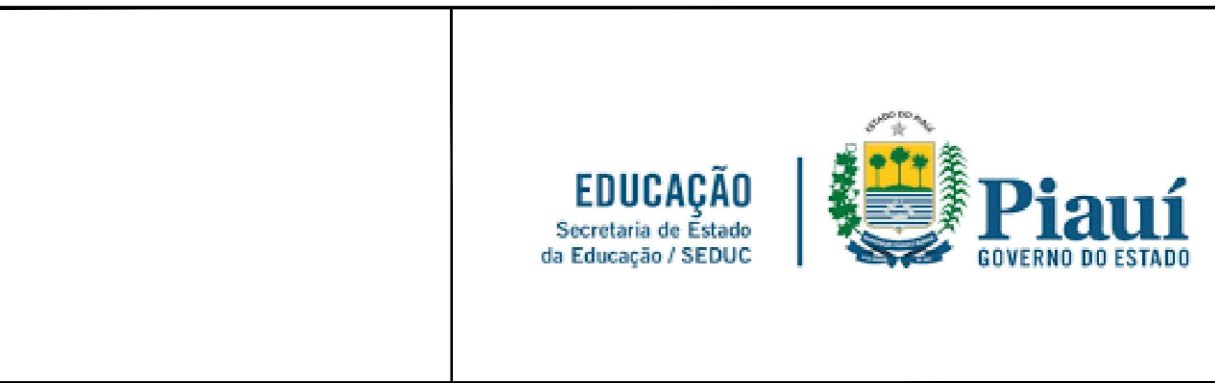 ESTADO DO PIAUÍ
EDUCAÇÃO
Secretaria de Estado
da Educação / SEDUC
Piauí
GOVERNO DO ESTADO